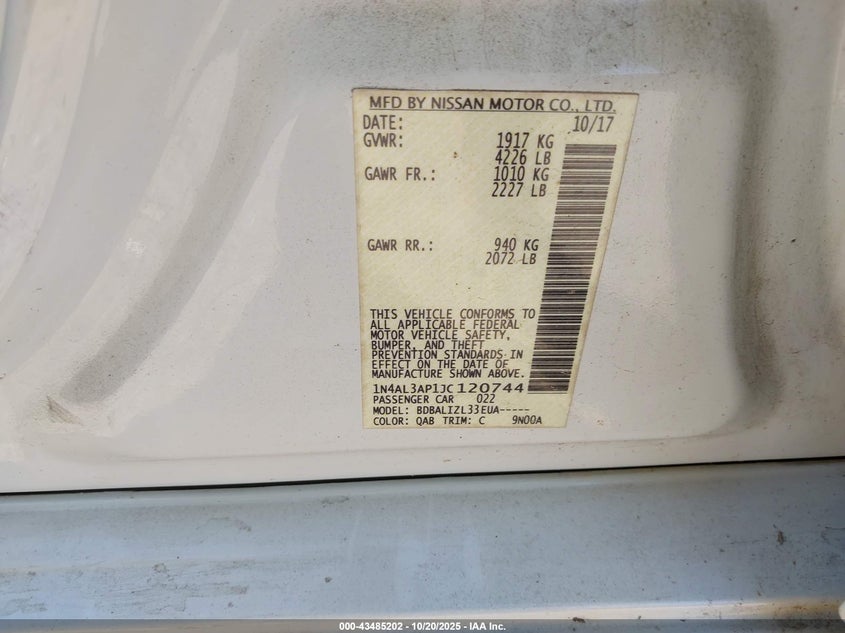 MFD BY NISSAN MOTOR CO., LTD.
DATE: 10/17
GVWR: 1917 KG
4226 LB
GAWR FR.: 1010 KG
2227 LB
GAWR RR.: 940 KG
2072 LB
THIS VEHICLE CONFORMS TO
ALL APPLICABLE FEDERAL
MOTOR VEHICLE SAFETY,
BUMPER, AND THEFT
PREVENTION STANDARDS IN
EFFECT ON THE DATE OF
MANUFACTURE SHOWN ABOVE.
1N4AL3AP1JC120744
PASSENGER CAR 022
MODEL: BDBALIZL33EUA-----
COLOR: QAB TRIM: C 9N00A
000-43485202 - 10/20/2025 - IAA Inc.